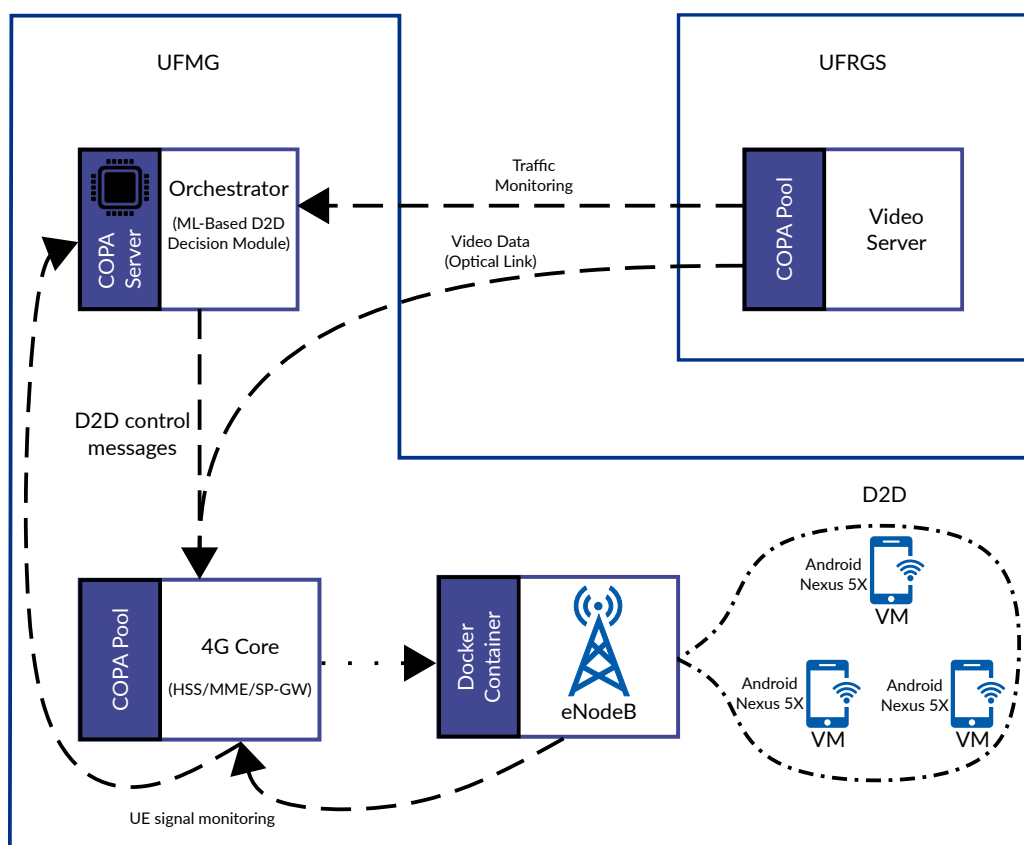 UFMG
UFRGS
COPA
Server
Orchestrator
(ML-Based D2D
Decision Module)
Traffic
Monitoring
Video Data
(Optical Link)
COPA Pool
Video
Server
D2D control
messages
COPA Pool
4G Core
(HSS/MME/SP-GW)
Docker
Container
eNodeB
D2D
Android
Nexus 5X
VM
Android
Nexus 5X
VM
Android
Nexus 5X
VM
UE signal monitoring